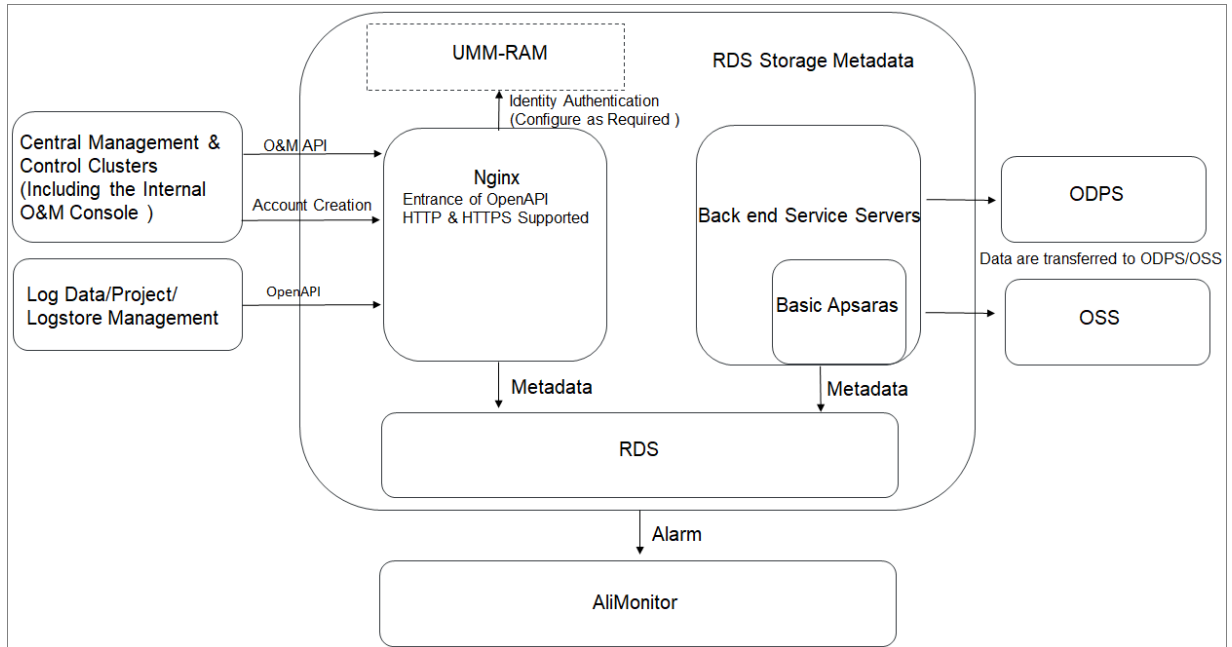 UMM-RAM
RDS Storage Metadata
Identity Authentication
(Configure as Required )
Central Management &
Control Clusters
(Including the Internal
O&M Console )
O&M API
Account Creation
Nginx
Entrance of OpenAPI
HTTP & HTTPS Supported
Back end Service Servers
ODPS
Data are transferred to ODPS/OSS
Log Data/Project/
Logstore Management
OpenAPI
Basic Apsaras
OSS
Metadata
Metadata
RDS
Alarm
AliMonitor